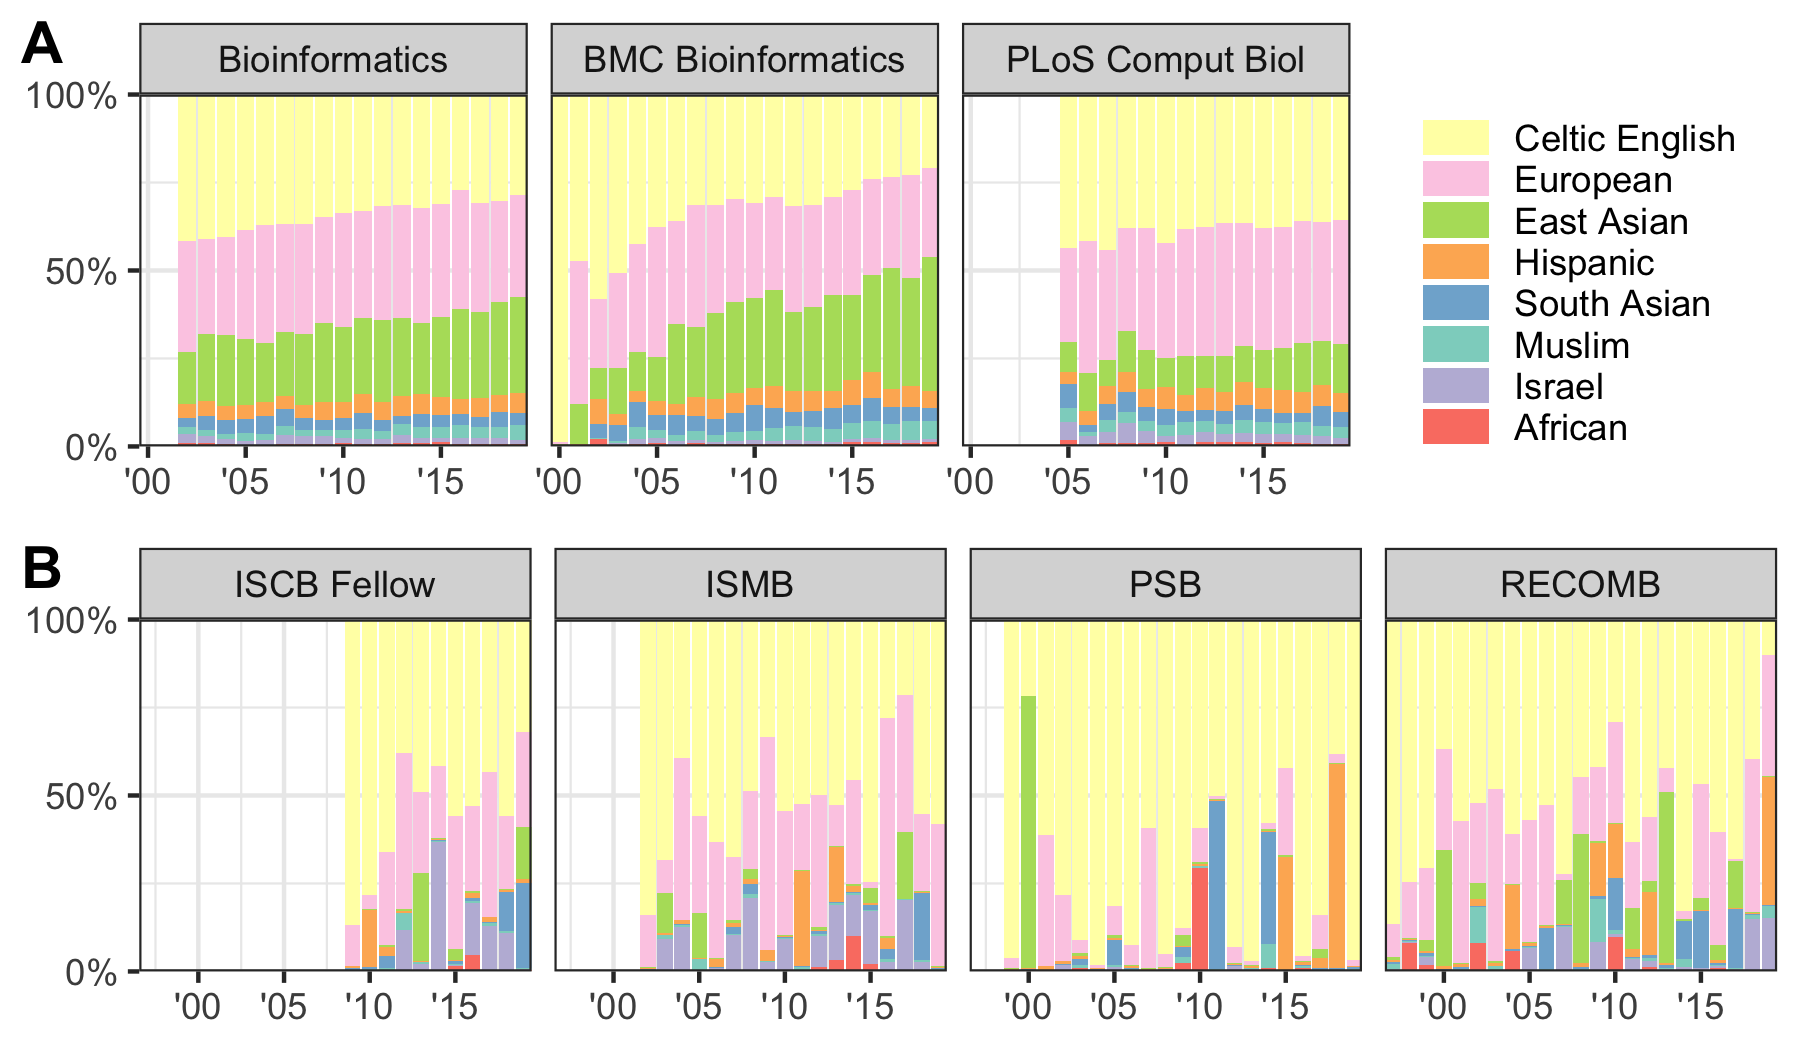 A
Bioinformatics
BMC Bioinformatics
PLoS Comput Biol
100%
50%
0%
'00 '05 '10 '15
'00 '05 '10 '15
'00 '05 '10 '15
Celtic English
European
East Asian
Hispanic
South Asian
Muslim
Israel
African
B
ISCB Fellow
ISMB
PSB
RECOMB
100%
50%
0%
'00 '05 '10 '15
'00 '05 '10 '15
'00 '05 '10 '15
'00 '05 '10 '15